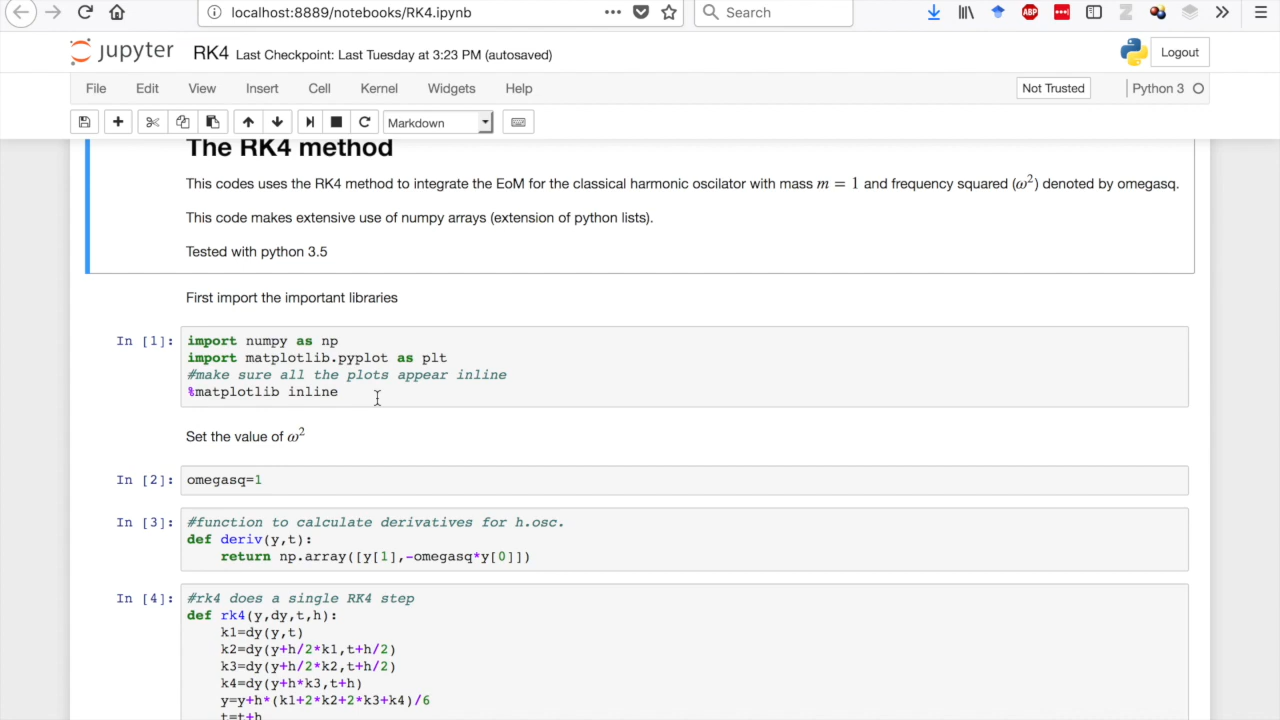 localhost:8889/notebooks/RK4.ipynb
Search
ABP
jupyter RK4 Last Checkpoint: Last Tuesday at 3:23 PM (autosaved)
Logout
File Edit View Insert Cell Kernel Widgets Help
Not Trusted
Python 3
Markdown
The RK4 method
This codes uses the RK4 method to integrate the EoM for the classical harmonic oscilator with mass m = 1 and frequency squared (ω²) denoted by omegasq.
This code makes extensive use of numpy arrays (extension of python lists).
Tested with python 3.5
First import the important libraries
In [1]: import numpy as np
import matplotlib.pyplot as plt
#make sure all the plots appear inline
%matplotlib inline
Set the value of ω²
In [2]: omegasq=1
In [3]: #function to calculate derivatives for h.osc.
def deriv(y,t):
    return np.array([y[1],-omegasq*y[0]])
In [4]: #rk4 does a single RK4 step
def rk4(y,dy,t,h):
    k1=dy(y,t)
    k2=dy(y+h/2*k1,t+h/2)
    k3=dy(y+h/2*k2,t+h/2)
    k4=dy(y+h*k3,t+h)
    y=y+h*(k1+2*k2+2*k3+k4)/6
    t=t+h